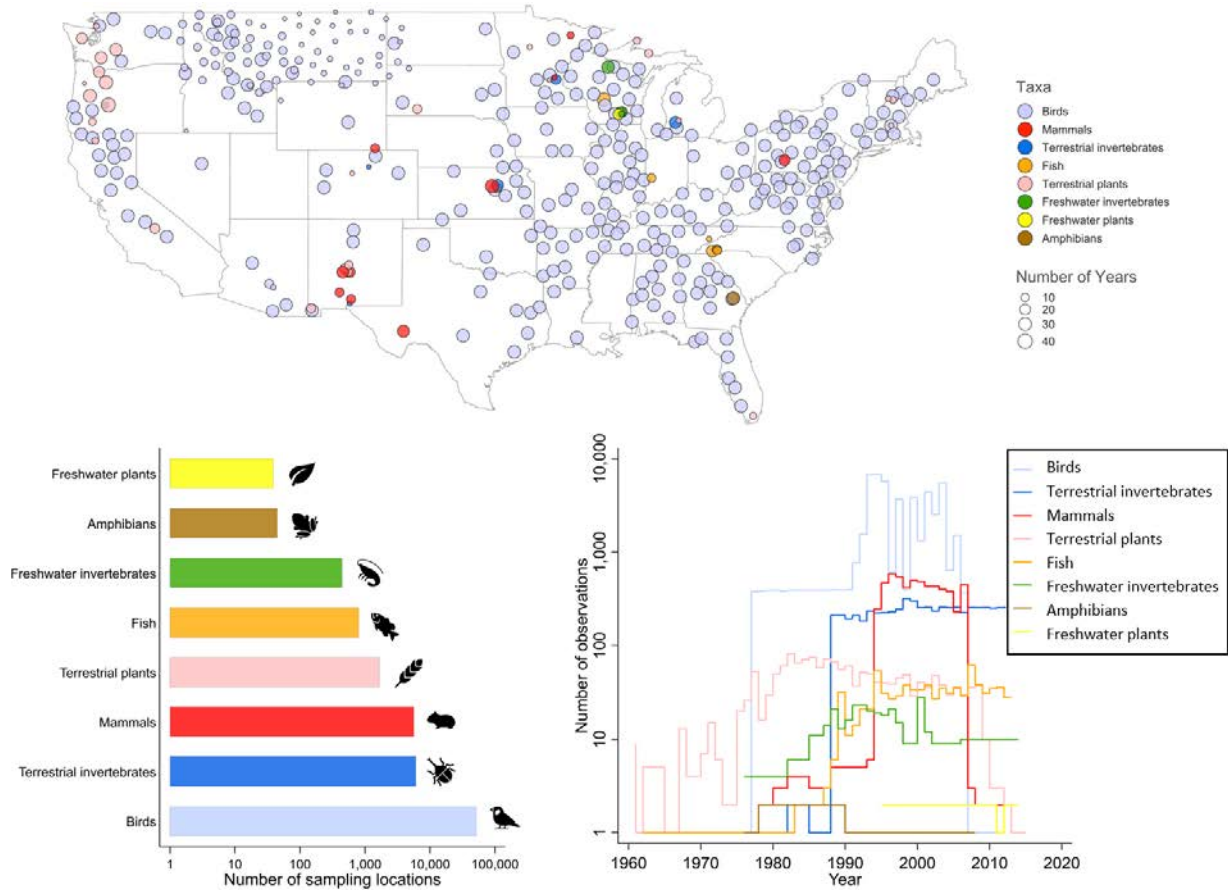 Taxa
Birds
Mammals
Terrestrial invertebrates
Fish
Terrestrial plants
Freshwater invertebrates
Freshwater plants
Amphibians
Number of Years
10
20
30
40
Freshwater plants
Amphibians
Freshwater invertebrates
Fish
Terrestrial plants
Mammals
Terrestrial invertebrates
Birds
1 10 100 1,000 10,000 100,000
Number of sampling locations
Number of observations
10,000
1,000
100
10
1
1960 1970 1980 1990 2000 2010 2020
Year
Birds
Terrestrial invertebrates
Mammals
Terrestrial plants
Fish
Freshwater invertebrates
Amphibians
Freshwater plants